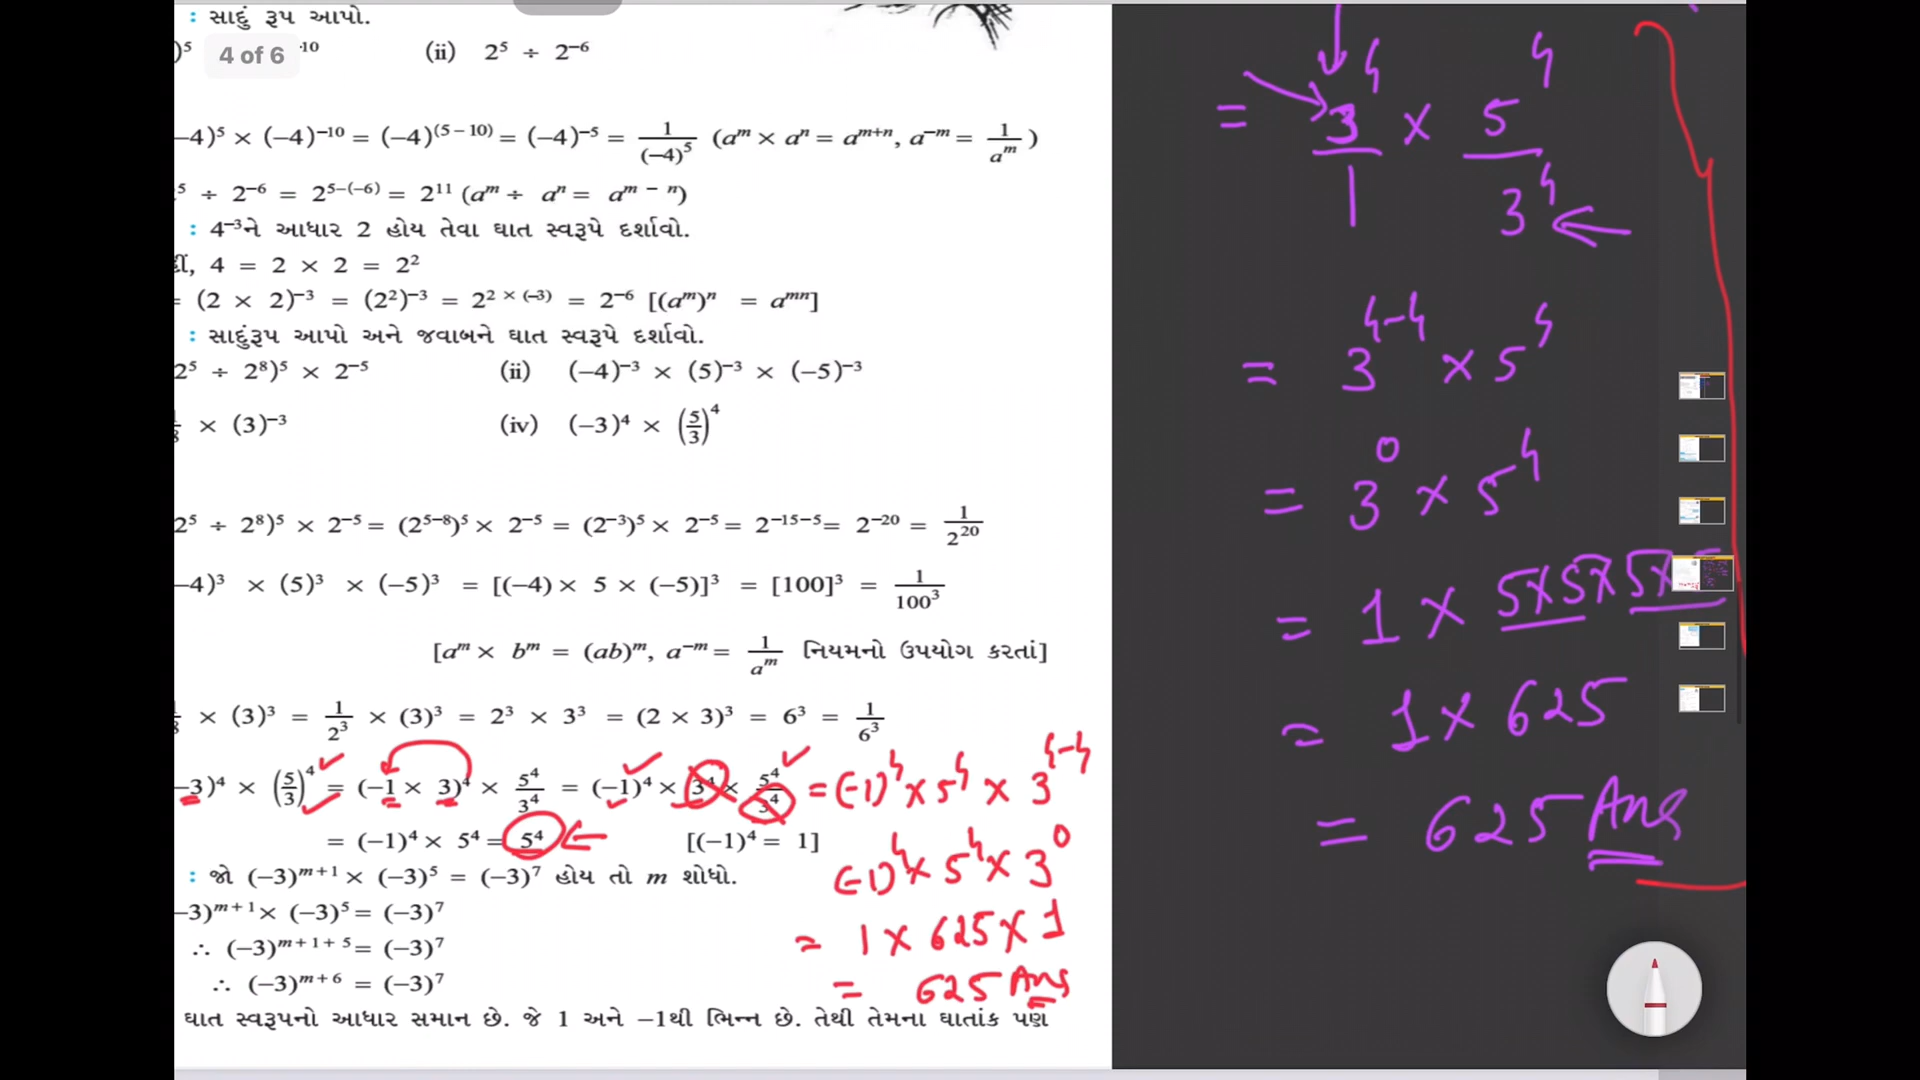 : સાદું રૂપ આપો.
)⁵ ⁻¹⁰ (ii) 2⁵ ÷ 2⁻⁶
4 of 6
−4)⁵ × (−4)⁻¹⁰ = (−4)⁽⁵ ⁻ ¹⁰⁾ = (−4)⁻⁵ = 1/(−4)⁵ (aᵐ × aⁿ = aᵐ⁺ⁿ, a⁻ᵐ = 1/aᵐ )
⁵ ÷ 2⁻⁶ = 2⁵⁻⁽⁻⁶⁾ = 2¹¹ (aᵐ ÷ aⁿ = aᵐ ⁻ ⁿ)
: 4⁻³ને આધાર 2 હોય તેવા ઘાત સ્વરૂપે દર્શાવો.
4 = 2 × 2 = 2²
= (2 × 2)⁻³ = (2²)⁻³ = 2² ˣ ⁽⁻³⁾ = 2⁻⁶ [(aᵐ)ⁿ = aᵐⁿ]
: સાદુંરૂપ આપો અને જવાબને ઘાત સ્વરૂપે દર્શાવો.
2⁵ ÷ 2⁸)⁵ × 2⁻⁵ (ii) (−4)⁻³ × (5)⁻³ × (−5)⁻³
× (3)⁻³ (iv) (−3)⁴ × (5/3)⁴
2⁵ ÷ 2⁸)⁵ × 2⁻⁵ = (2⁵⁻⁸)⁵ × 2⁻⁵ = (2⁻³)⁵ × 2⁻⁵ = 2⁻¹⁵⁻⁵ = 2⁻²⁰ = 1/2²⁰
−4)³ × (5)³ × (−5)³ = [(−4) × 5 × (−5)]³ = [100]³ = 1/100³
[aᵐ × bᵐ = (ab)ᵐ, a⁻ᵐ = 1/aᵐ નિયમનો ઉપયોગ કરતાં]
× (3)³ = 1/2³ × (3)³ = 2³ × 3³ = (2 × 3)³ = 6³ = 1/6³
−3)⁴ × (5/3)⁴ = (−1 × 3)⁴ × 5⁴/3⁴ = (−1)⁴ × 3⁴ × 5⁴/3⁴ = (−1)⁴ × 5⁴ × 3⁴⁻⁴
= (−1)⁴ × 5⁴ = 5⁴ [(−1)⁴ = 1]
(−1)⁴ × 5⁴ × 3⁰
: જો (−3)ᵐ⁺¹ × (−3)⁵ = (−3)⁷ હોય તો m શોધો.
−3)ᵐ⁺¹ × (−3)⁵ = (−3)⁷
= 1 × 625 × 1
∴ (−3)ᵐ⁺¹⁺⁵ = (−3)⁷
∴ (−3)ᵐ⁺⁶ = (−3)⁷
= 625 Ans
ઘાત સ્વરૂપનો આધાર સમાન છે. જે 1 અને −1થી ભિન્ન છે. તેથી તેમના ઘાતાંક પણ
= 3⁴/1 × 5⁴/3⁴
= 3⁴⁻⁴ × 5⁴
= 3⁰ × 5⁴
= 1 × 5×5×5×5
= 1 × 625
= 625 Ans